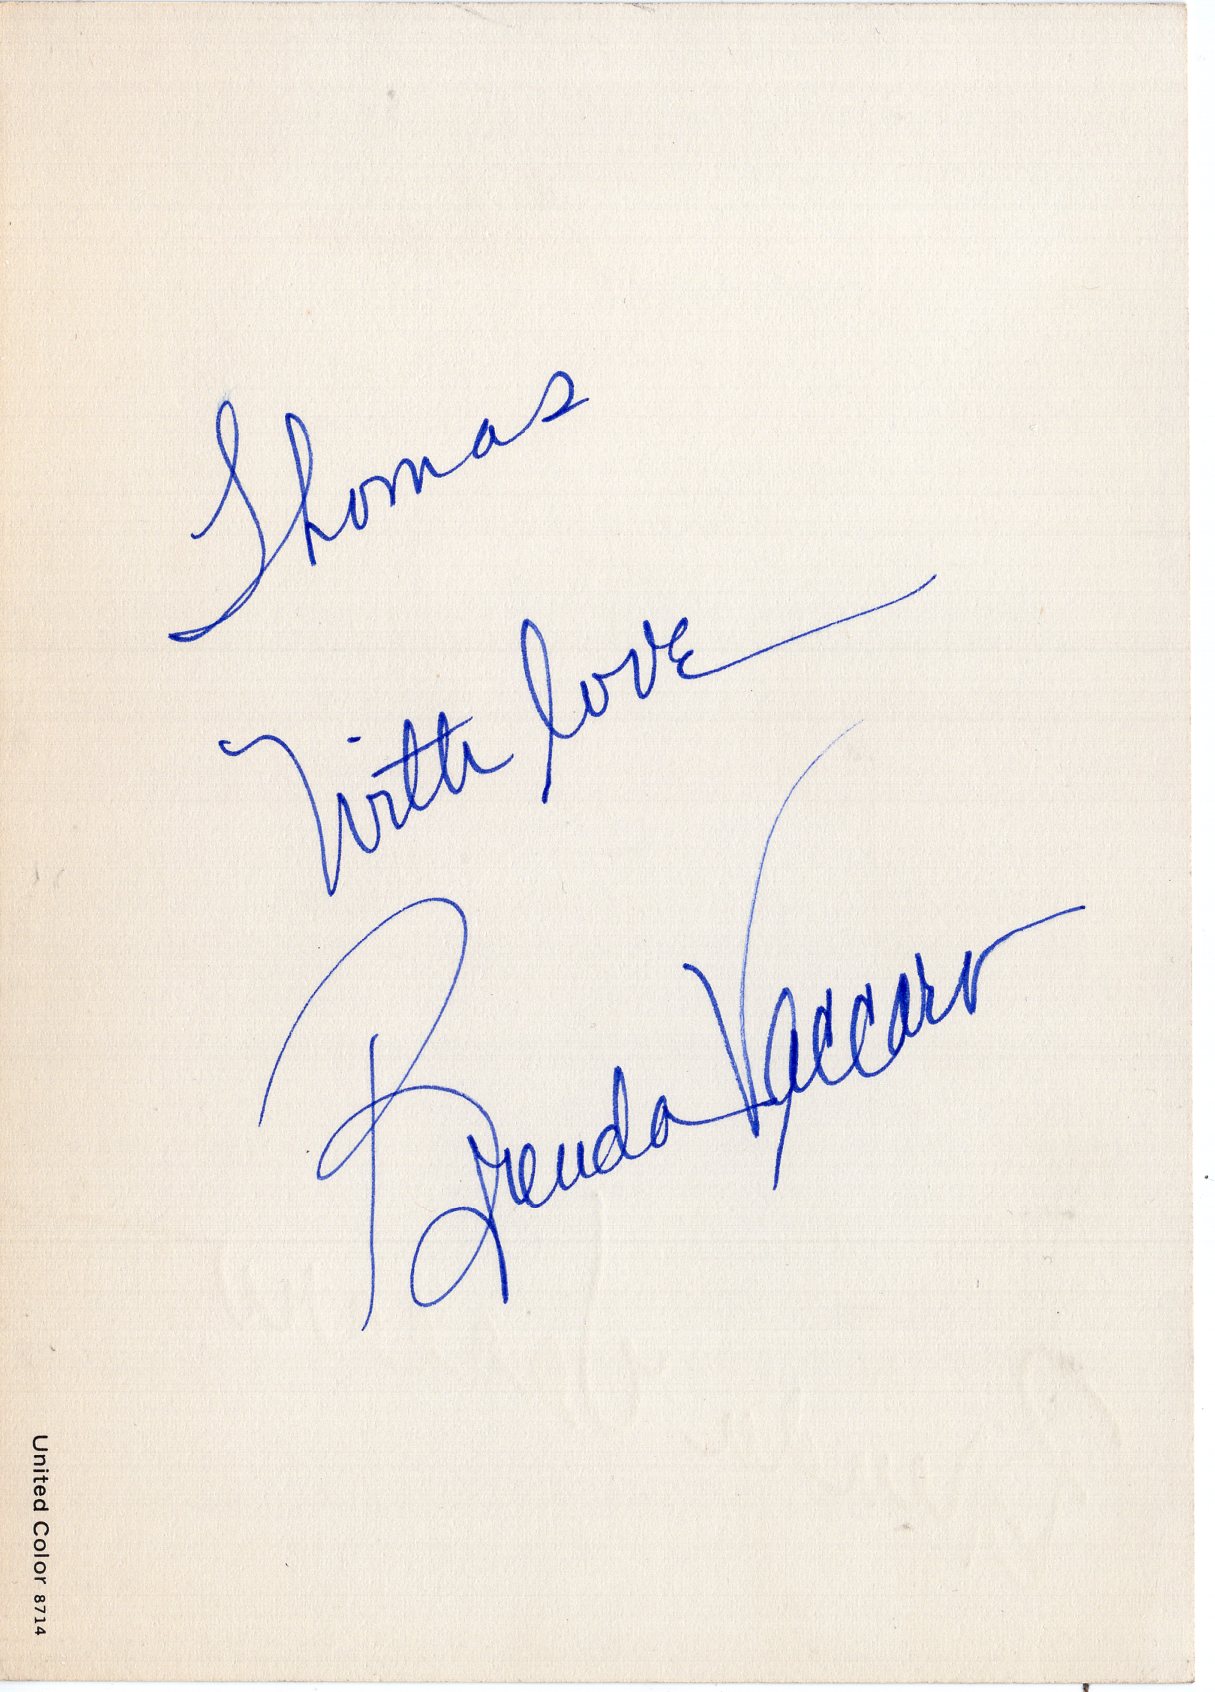 Thomas
With love
Brenda Vaccaro
United Color 8714